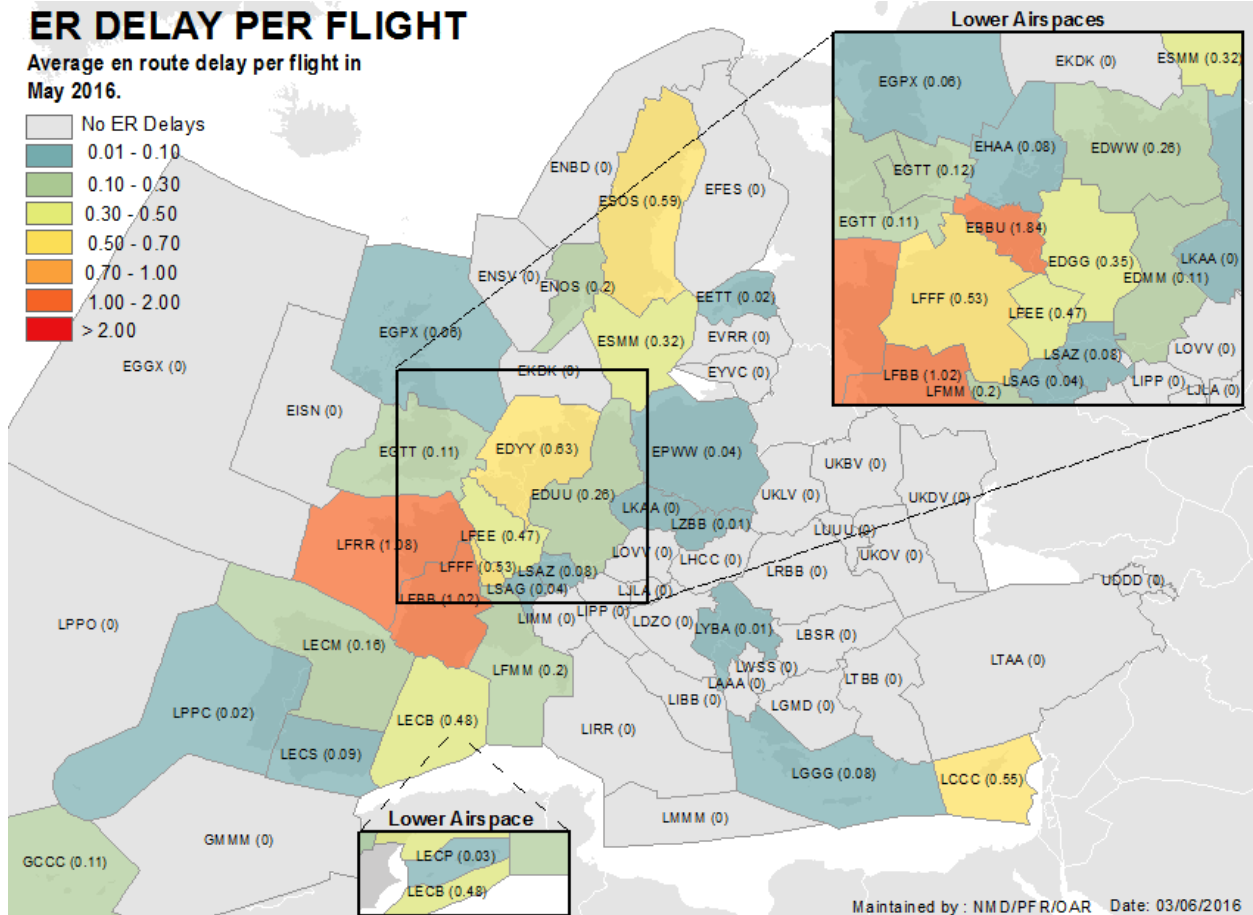 ER DELAY PER FLIGHT
Average en route delay per flight in
May 2016.
No ER Delays
0.01 - 0.10
0.10 - 0.30
0.30 - 0.50
0.50 - 0.70
0.70 - 1.00
1.00 - 2.00
> 2.00
Lower Airspaces
EKDK (0)
ESMM (0.32)
EGPX (0.06)
EHAA (0.08)
EDWW (0.26)
EGTT (0.12)
EGTT (0.11)
EBBU (1.84)
EDGG (0.35)
LKAA (0)
EDMM (0.11)
LFFF (0.53)
LFEE (0.47)
LSAZ (0.08)
LOVV (0)
LFBB (1.02)
LSAG (0.04)
LIPP (0)
LFMM (0.2)
LJLA (0)
ENBD (0)
EFES (0)
ESOS (0.59)
ENSV (0)
ENOS (0.2)
EETT (0.02)
EGPX (0.06)
ESMM (0.32)
EVRR (0)
EGGX (0)
EKDK (0)
EYVC (0)
EISN (0)
EGTT (0.11)
EDYY (0.63)
EPWW (0.04)
UKBV (0)
EDUU (0.26)
UKLV (0)
UKDV (0)
LKAA (0)
LZBB (0.01)
LFRR (1.08)
LFEE (0.47)
LOVV (0)
LHCC (0)
LUUU (0)
UKOV (0)
LFFF (0.53)
LSAZ (0.08)
LRBB (0)
LFBB (1.02)
LSAG (0.04)
LJLA (0)
UDDD (0)
LPPO (0)
LIMM (0)
LIPP (0)
LDZO (0)
LYBA (0.01)
LBSR (0)
LECM (0.16)
LFMM (0.2)
LWSS (0)
LTAA (0)
LAAA (0)
LTBB (0)
LPPC (0.02)
LECB (0.48)
LIBB (0)
LGMD (0)
LIRR (0)
LECS (0.09)
LGGG (0.08)
LCCC (0.55)
LMMM (0)
GMMM (0)
GCCC (0.11)
Lower Airspace
LECP (0.03)
LECB (0.48)
Maintained by : NMD/PFR/OAR Date: 03/06/2016